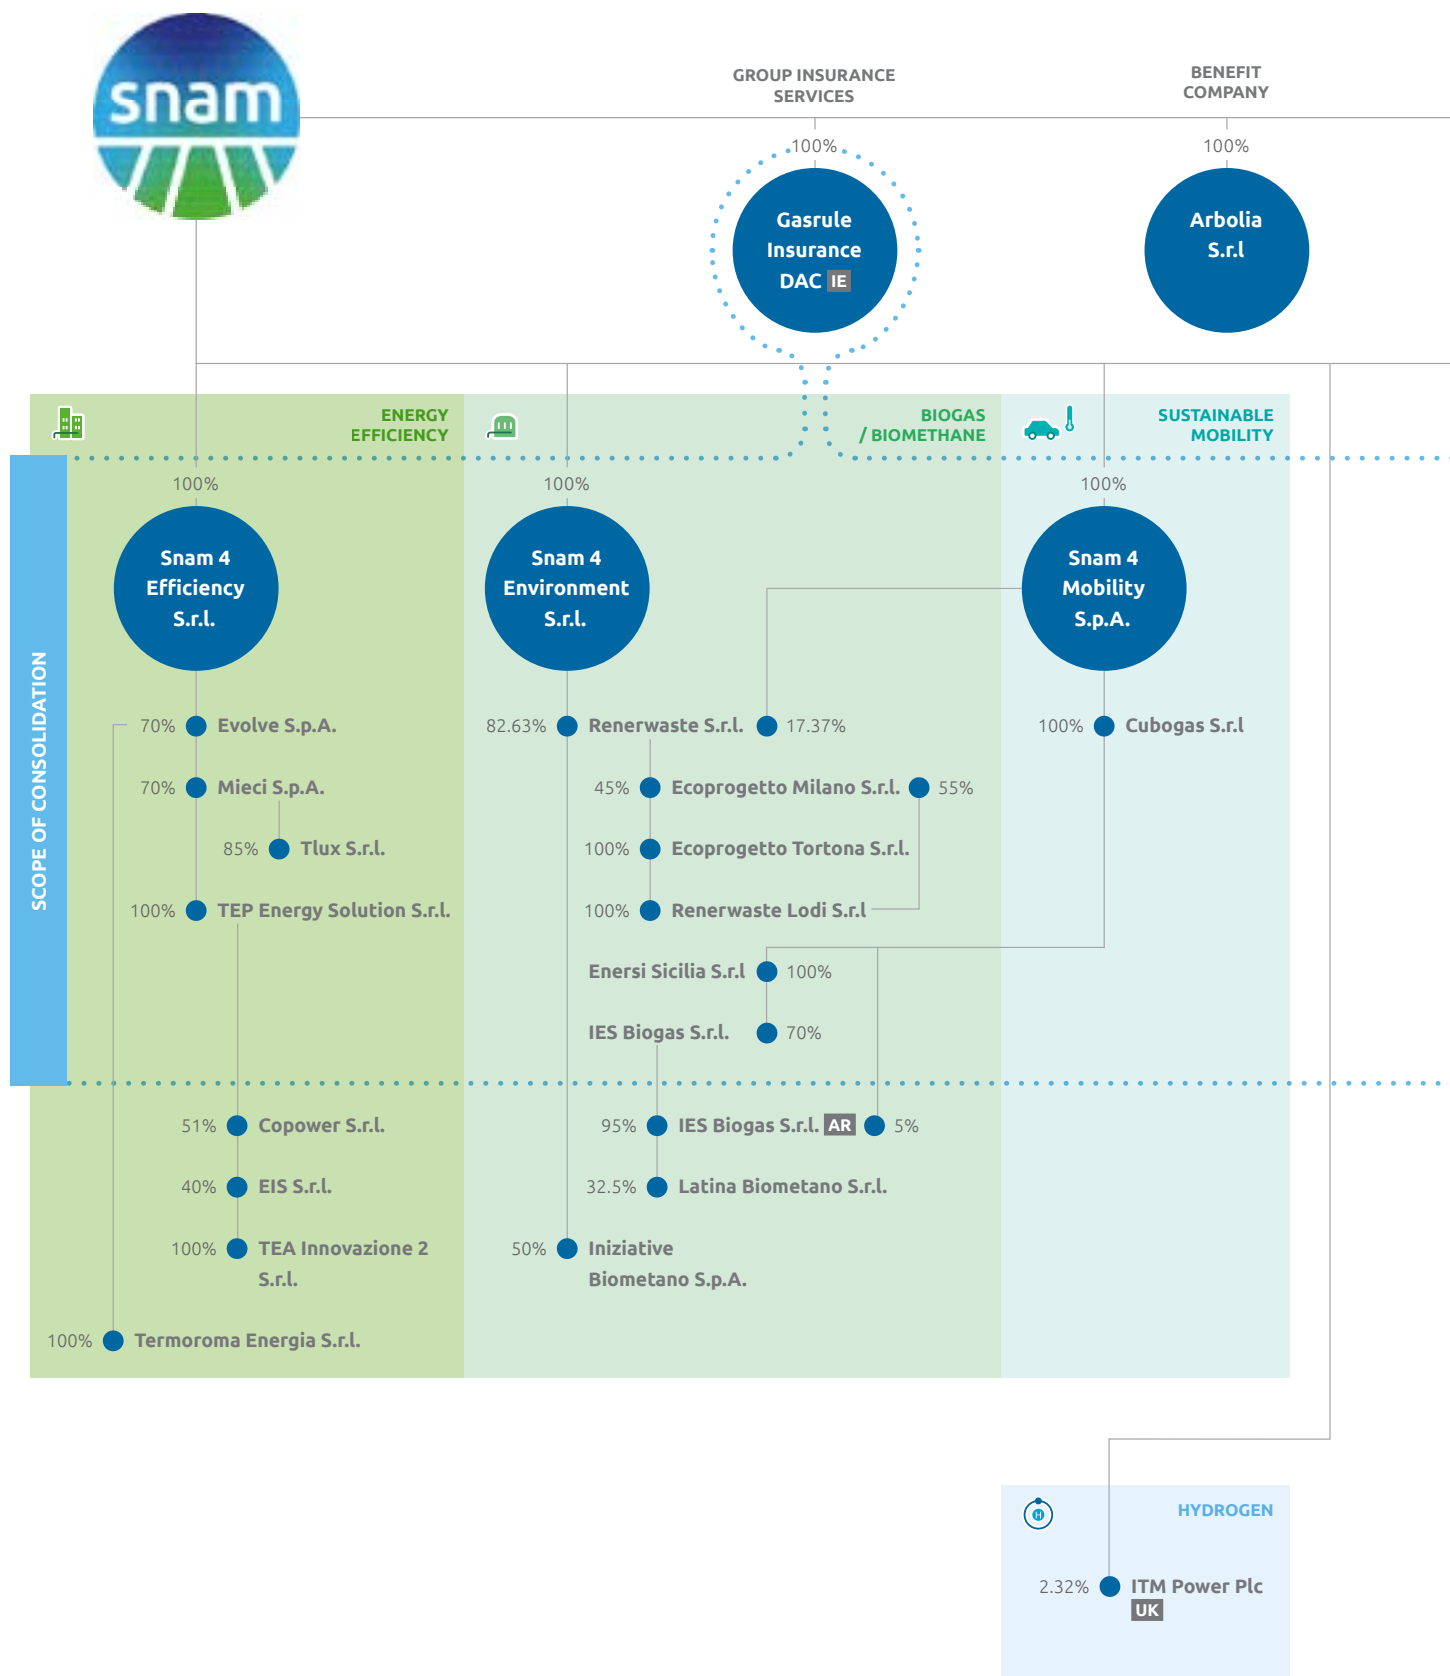 snam
GROUP INSURANCE
SERVICES
BENEFIT
COMPANY
100%
100%
Gasrule
Insurance
DAC IE
Arbolia
S.r.l
ENERGY
EFFICIENCY
BIOGAS
/ BIOMETHANE
SUSTAINABLE
MOBILITY
SCOPE OF CONSOLIDATION
100%
100%
100%
Snam 4
Efficiency
S.r.l.
Snam 4
Environment
S.r.l.
Snam 4
Mobility
S.p.A.
70% Evolve S.p.A.
82.63% Renerwaste S.r.l. 17.37%
100% Cubogas S.r.l
70% Mieci S.p.A.
45% Ecoprogetto Milano S.r.l. 55%
85% Tlux S.r.l.
100% Ecoprogetto Tortona S.r.l.
100% TEP Energy Solution S.r.l.
100% Renerwaste Lodi S.r.l
Enersi Sicilia S.r.l 100%
IES Biogas S.r.l. 70%
51% Copower S.r.l.
95% IES Biogas S.r.l. AR 5%
40% EIS S.r.l.
32.5% Latina Biometano S.r.l.
100% TEA Innovazione 2
S.r.l.
50% Iniziative
Biometano S.p.A.
100% Termoroma Energia S.r.l.
H
HYDROGEN
2.32% ITM Power Plc
UK